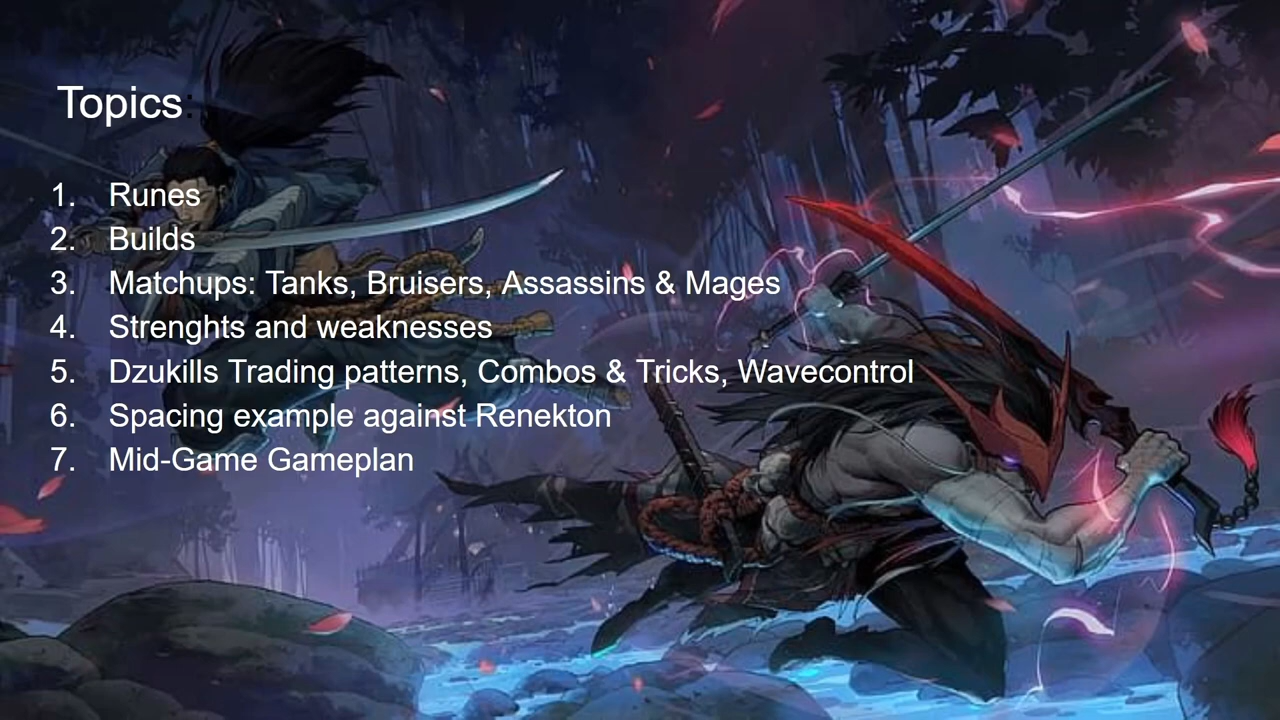 Topics:
1. Runes
2. Builds
3. Matchups: Tanks, Bruisers, Assassins & Mages
4. Strenghts and weaknesses
5. Dzukills Trading patterns, Combos & Tricks, Wavecontrol
6. Spacing example against Renekton
7. Mid-Game Gameplan